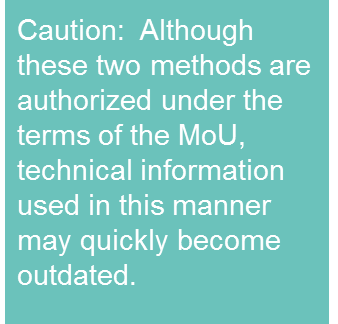 Caution:  Although
these two methods are
authorized under the
terms of the MoU,
technical information
used in this manner
may quickly become
outdated.